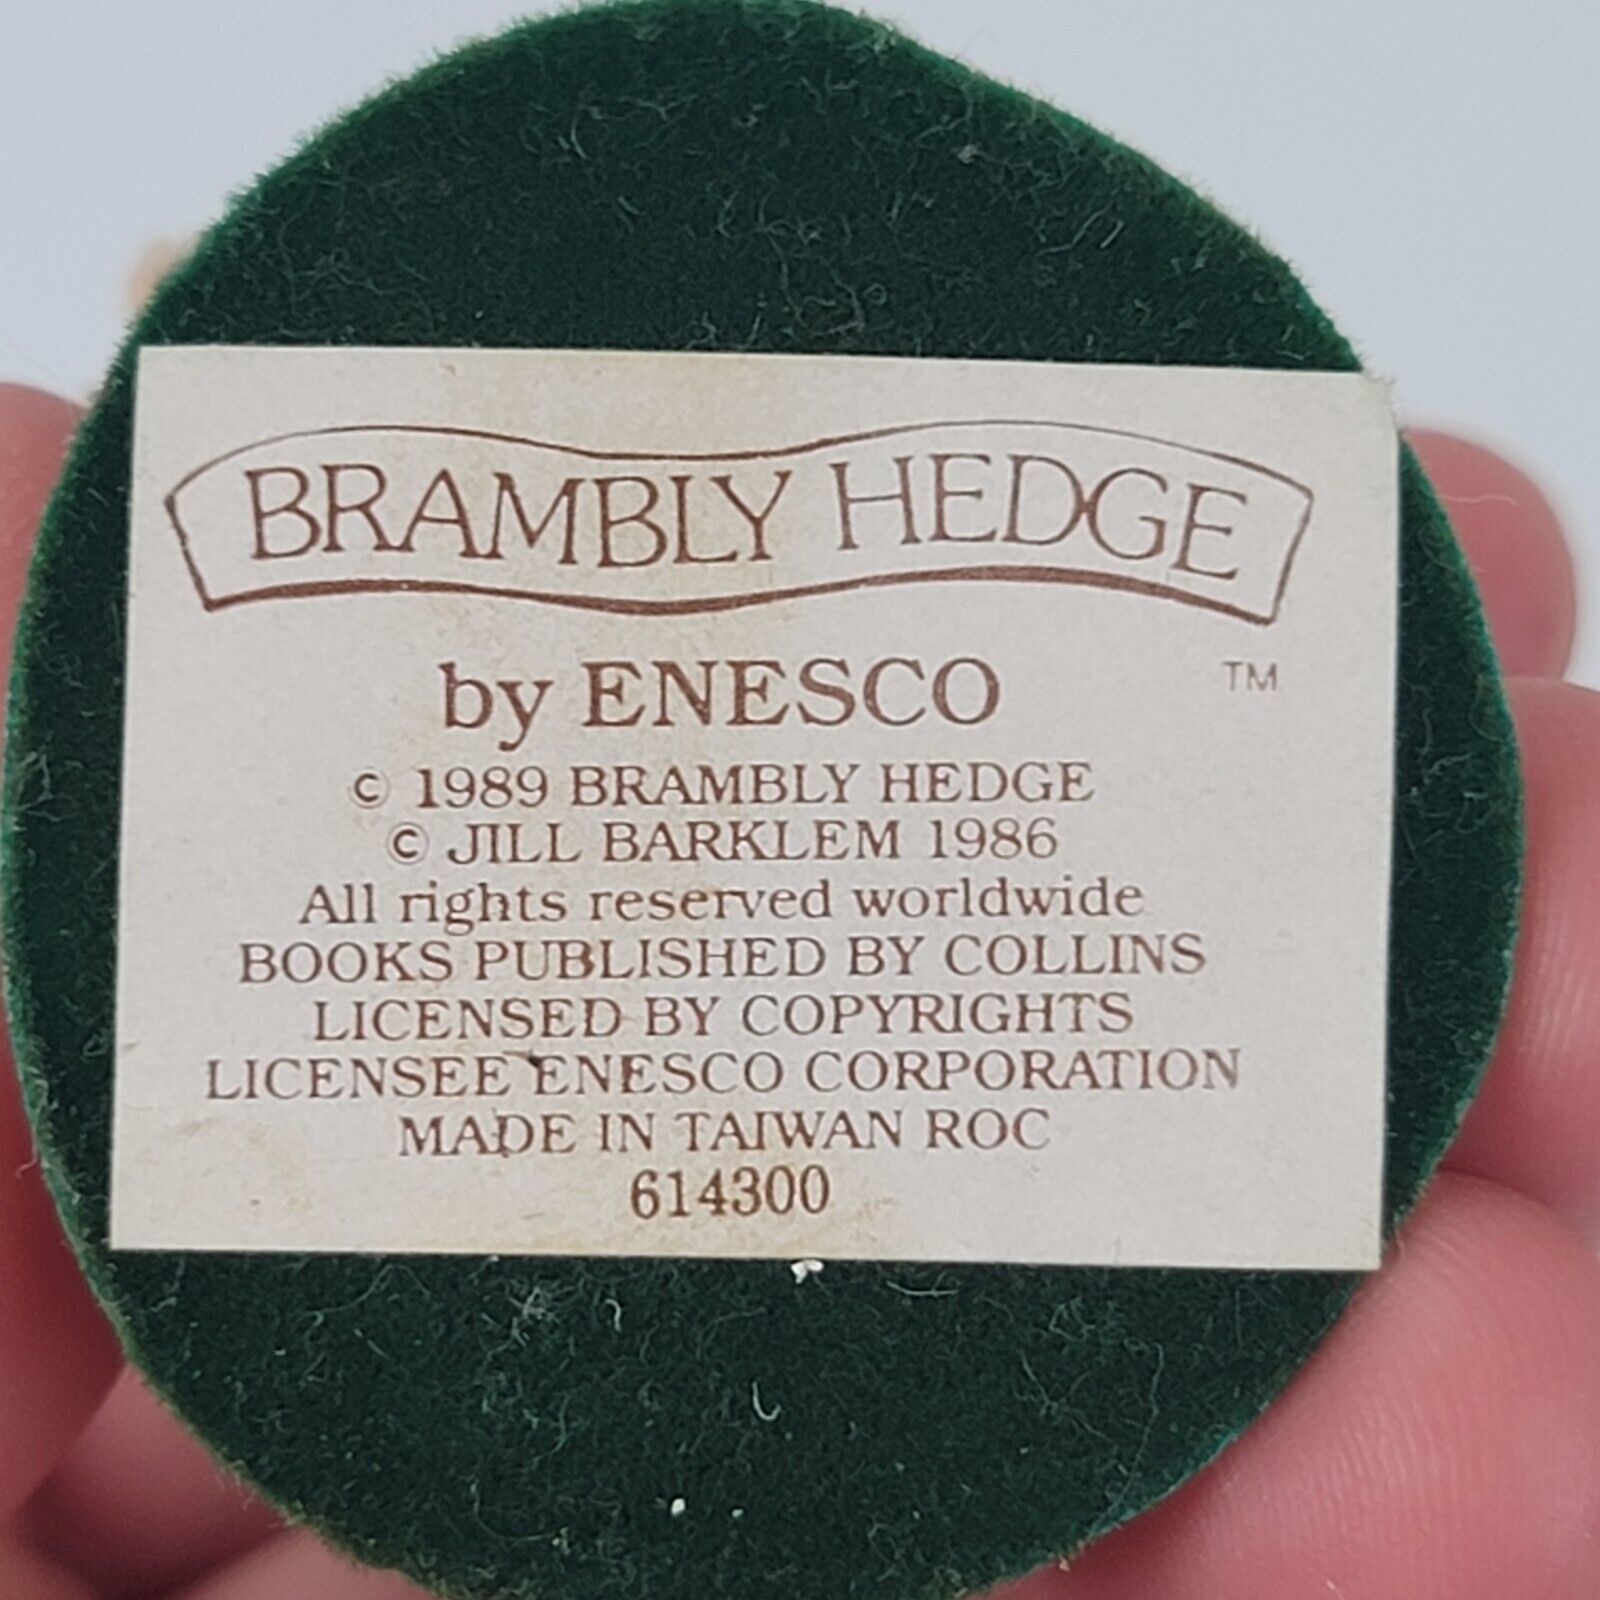 BRAMBLY HEDGE
TM
by ENESCO
© 1989 BRAMBLY HEDGE
© JILL BARKLEM 1986
All rights reserved worldwide
BOOKS PUBLISHED BY COLLINS
LICENSED BY COPYRIGHTS
LICENSEE ENESCO CORPORATION
MADE IN TAIWAN ROC
614300